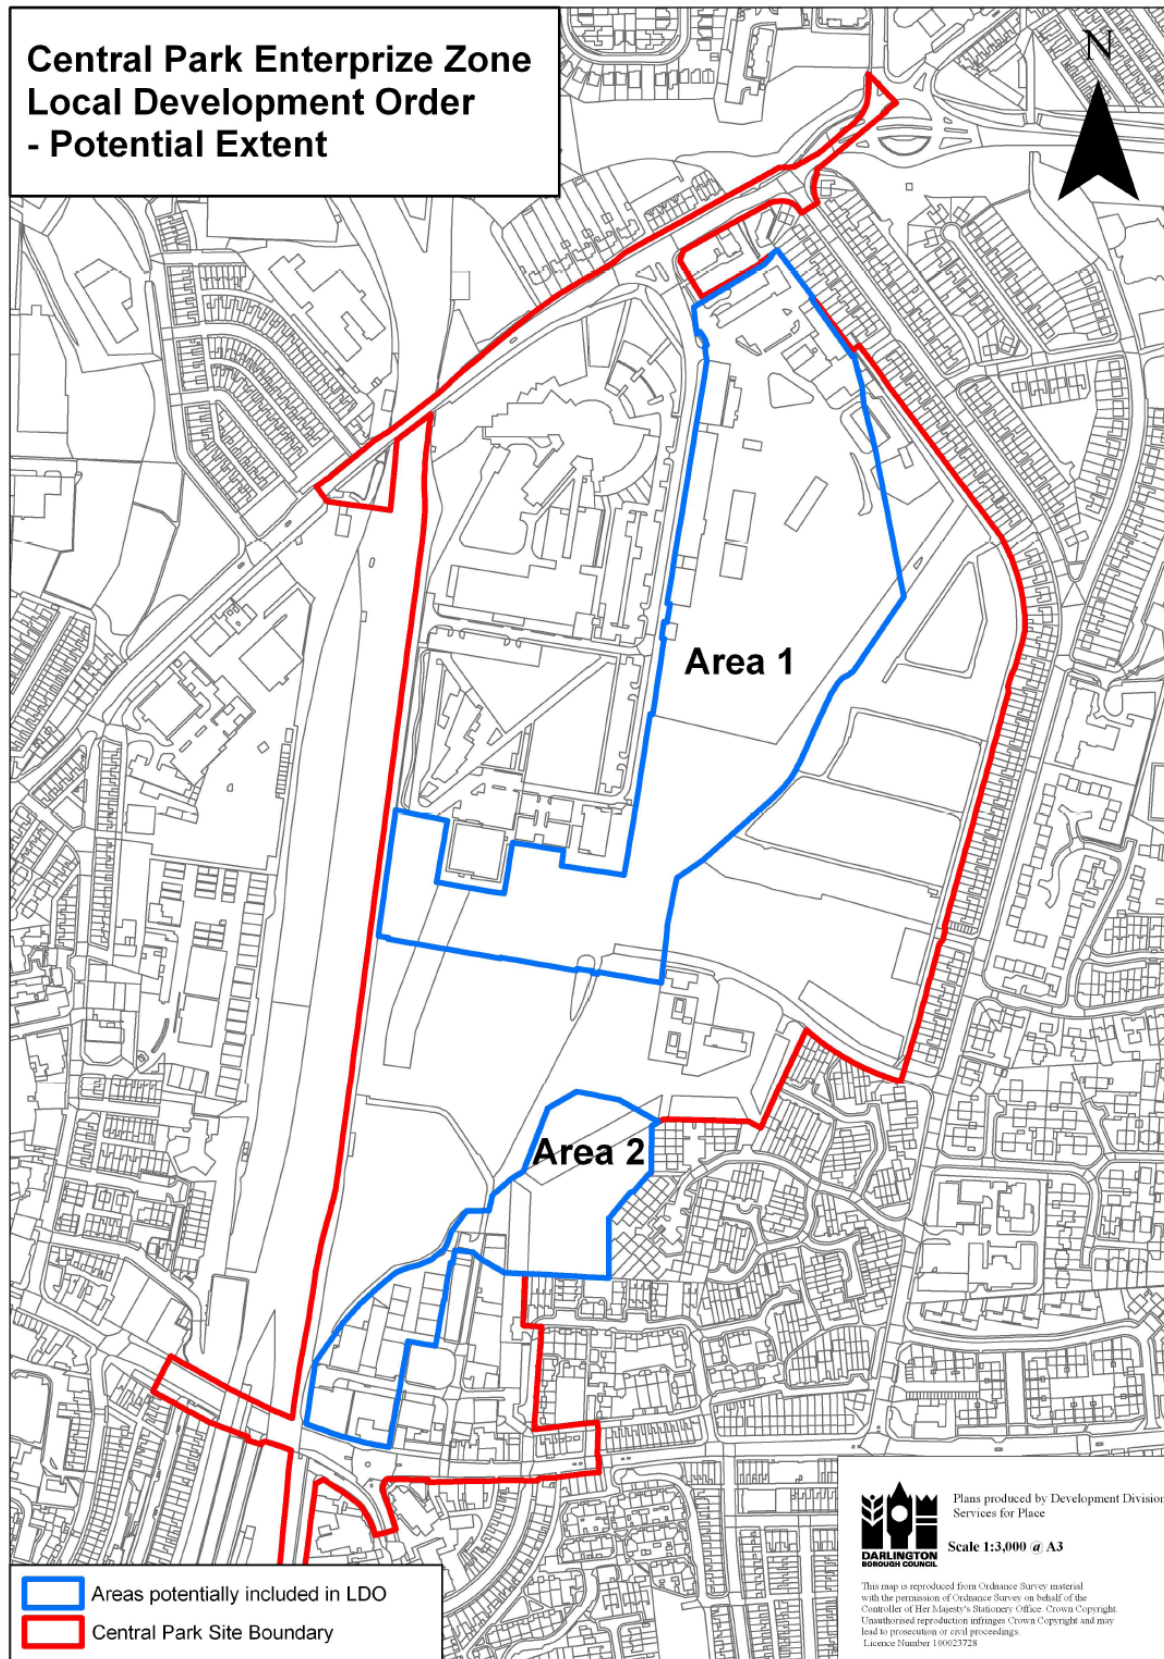 Central Park Enterprize Zone
Local Development Order
- Potential Extent
N
Area 1
Area 2
Areas potentially included in LDO
Central Park Site Boundary
DARLINGTON
BOROUGH COUNCIL
Plans produced by Development Division
Services for Place
Scale 1:3,000 @ A3
This map is reproduced from Ordnance Survey material
with the permission of Ordnance Survey on behalf of the
Controller of Her Majesty's Stationery Office. Crown Copyright.
Unauthorised reproduction infringes Crown Copyright and may
lead to prosecution or civil proceedings.
Licence Number 100023728